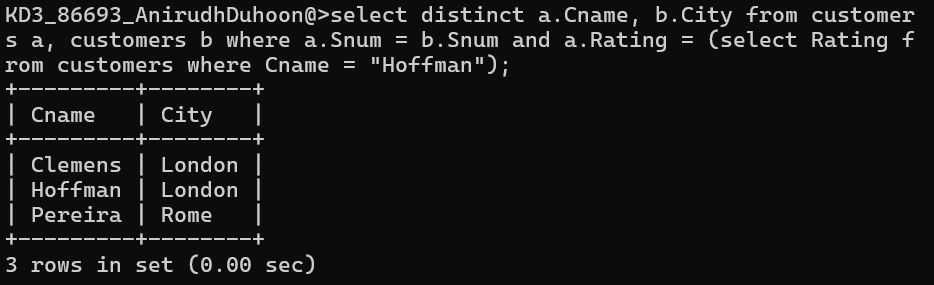 KD3_86693_AnirudhDuhoon@>select distinct a.Cname, b.City from customer
s a, customers b where a.Snum = b.Snum and a.Rating = (select Rating f
rom customers where Cname = "Hoffman");
+---------+--------+
| Cname   | City   |
+---------+--------+
| Clemens | London |
| Hoffman | London |
| Pereira | Rome   |
+---------+--------+
3 rows in set (0.00 sec)